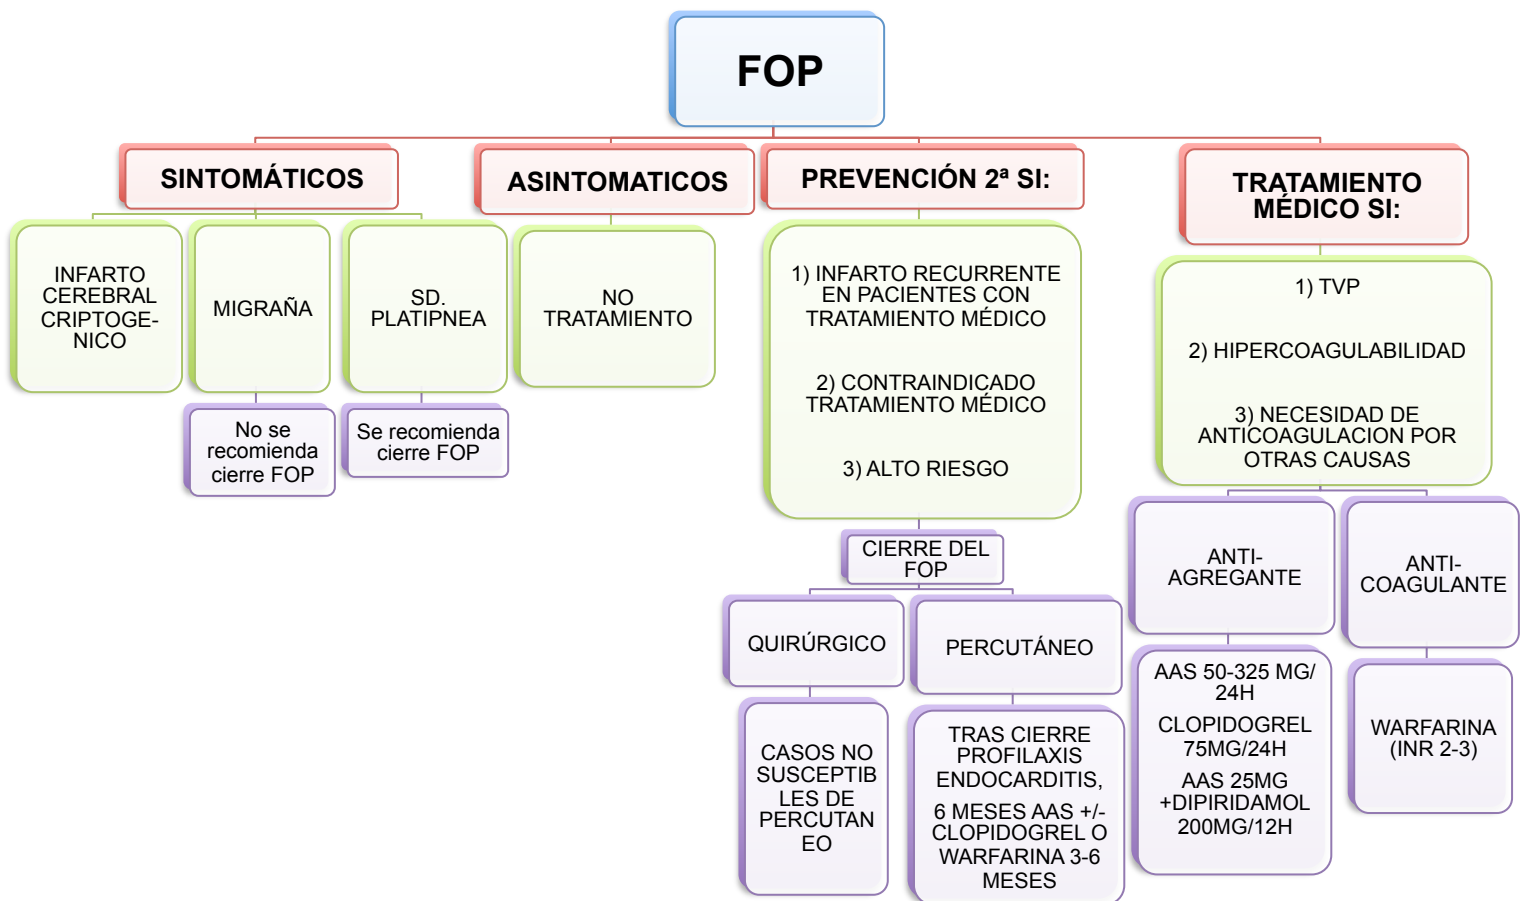 FOP
SINTOMÁTICOS
INFARTO
CEREBRAL
CRIPTOGE-
NICO
MIGRAÑA
No se
recomienda
cierre FOP
SD.
PLATIPNEA
Se recomienda
cierre FOP
ASINTOMATICOS
NO
TRATAMIENTO
PREVENCIÓN 2ª SI:
1) INFARTO RECURRENTE
EN PACIENTES CON
TRATAMIENTO MÉDICO
2) CONTRAINDICADO
TRATAMIENTO MÉDICO
3) ALTO RIESGO
CIERRE DEL
FOP
QUIRÚRGICO
CASOS NO
SUSCEPTIB
LES DE
PERCUTAN
EO
PERCUTÁNEO
TRAS CIERRE
PROFILAXIS
ENDOCARDITIS,
6 MESES AAS +/-
CLOPIDOGREL O
WARFARINA 3-6
MESES
TRATAMIENTO
MÉDICO SI:
1) TVP
2) HIPERCOAGULABILIDAD
3) NECESIDAD DE
ANTICOAGULACION POR
OTRAS CAUSAS
ANTI-
AGREGANTE
AAS 50-325 MG/
24H
CLOPIDOGREL
75MG/24H
AAS 25MG
+DIPIRIDAMOL
200MG/12H
ANTI-
COAGULANTE
WARFARINA
(INR 2-3)